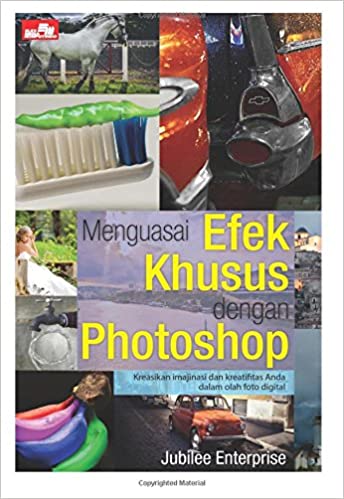 Menguasai Efek
Khusus
dengan
Photoshop
Kreasikan imajinasi dan kreatifitas Anda
dalam olah foto digital
Jubilee Enterprise
Copyrighted Material